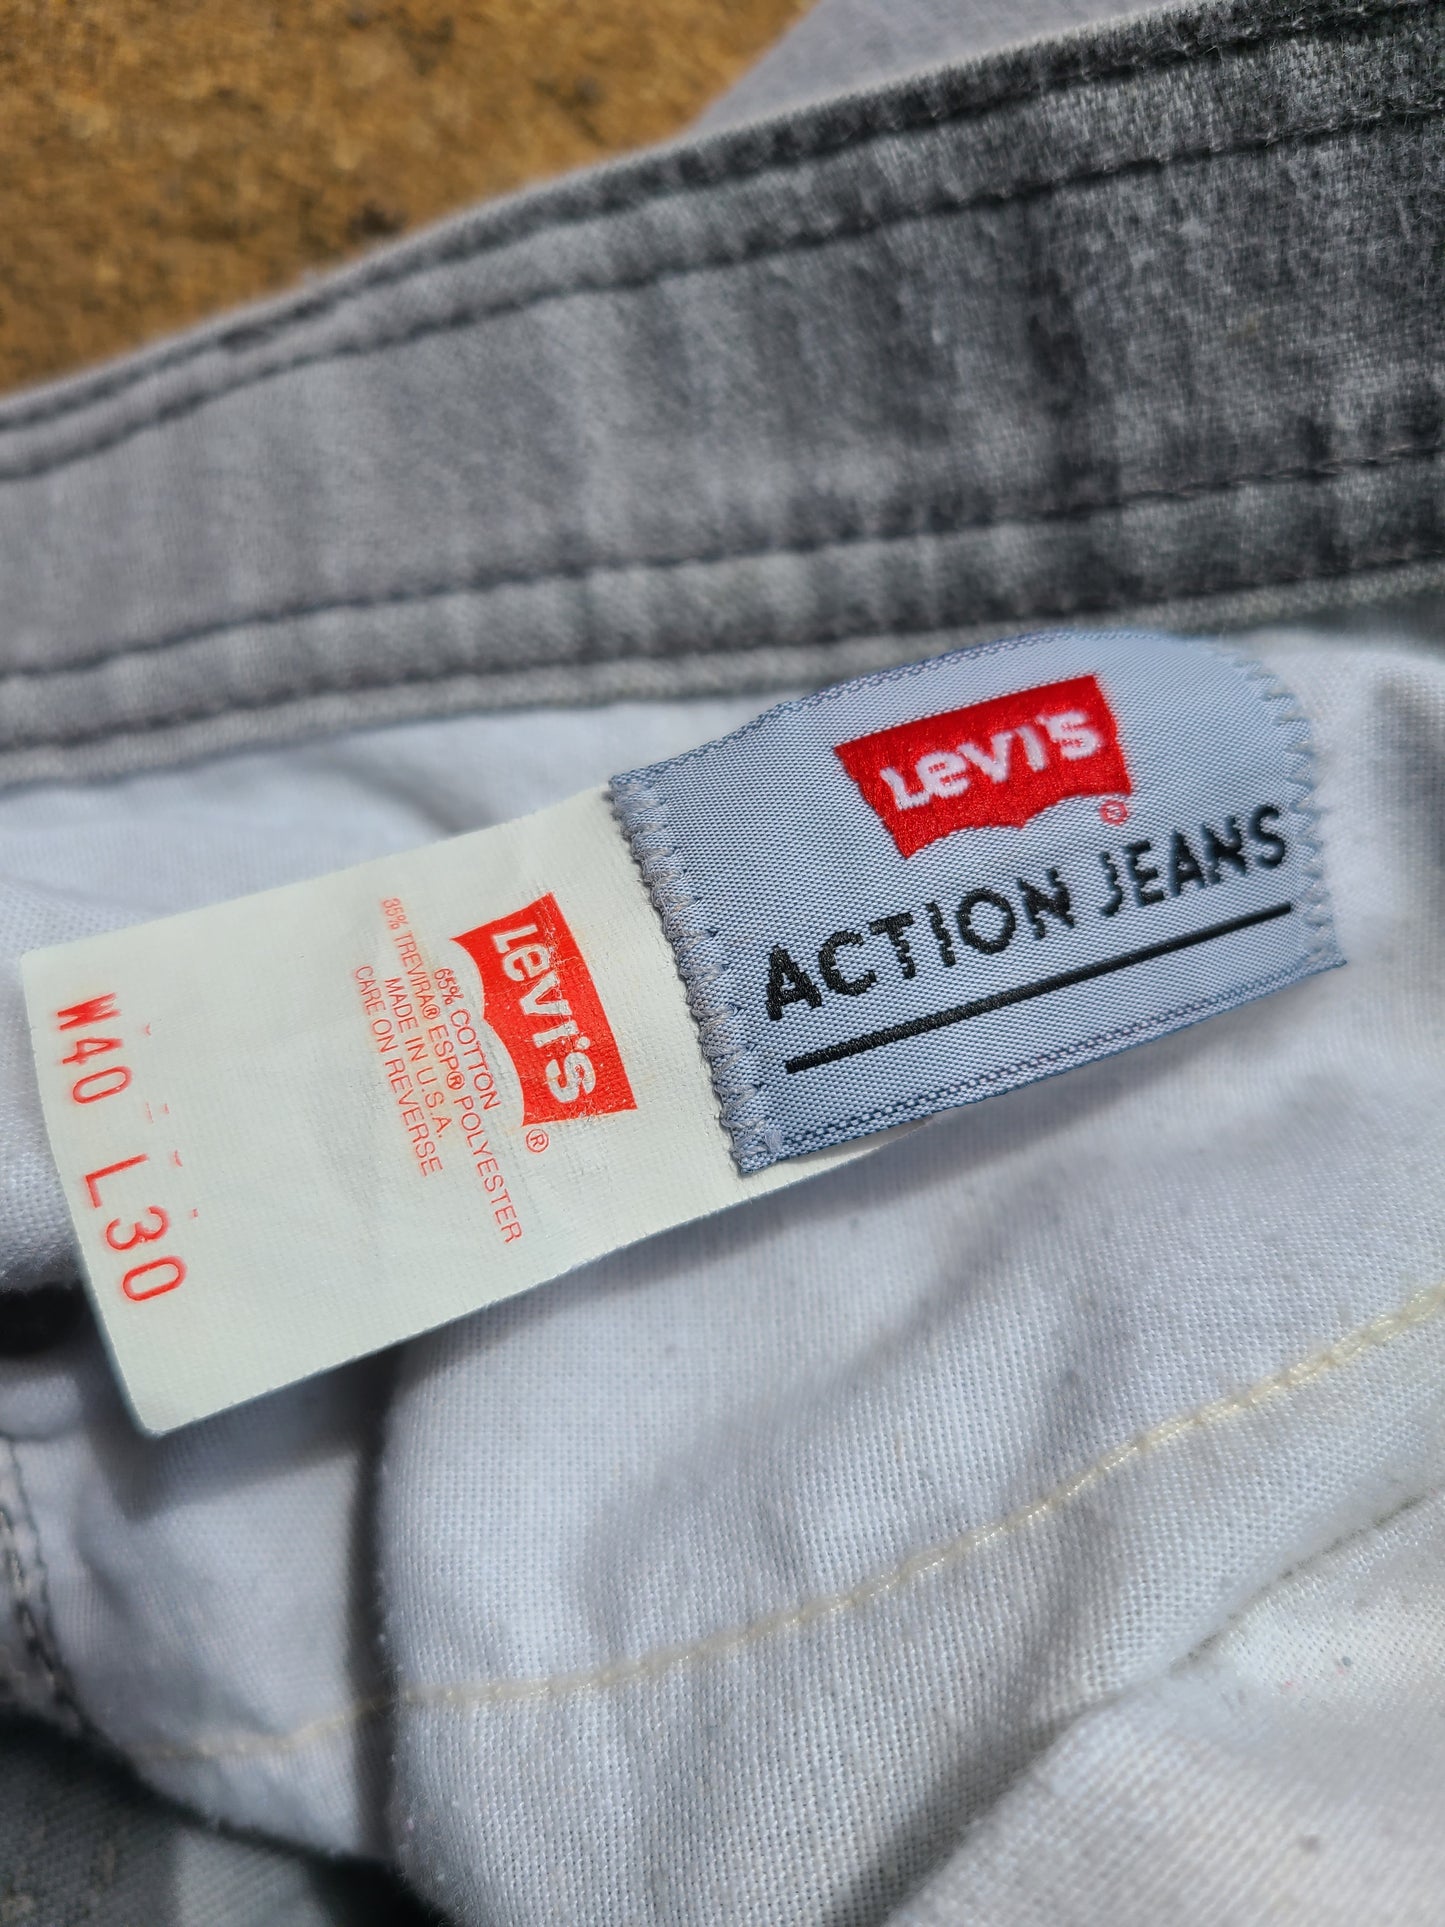 Levi's
®
ACTION JEANS
Levi's
®
65% COTTON
35% TREVIRA® ESP® POLYESTER
MADE IN U.S.A.
CARE ON REVERSE
W40 L30